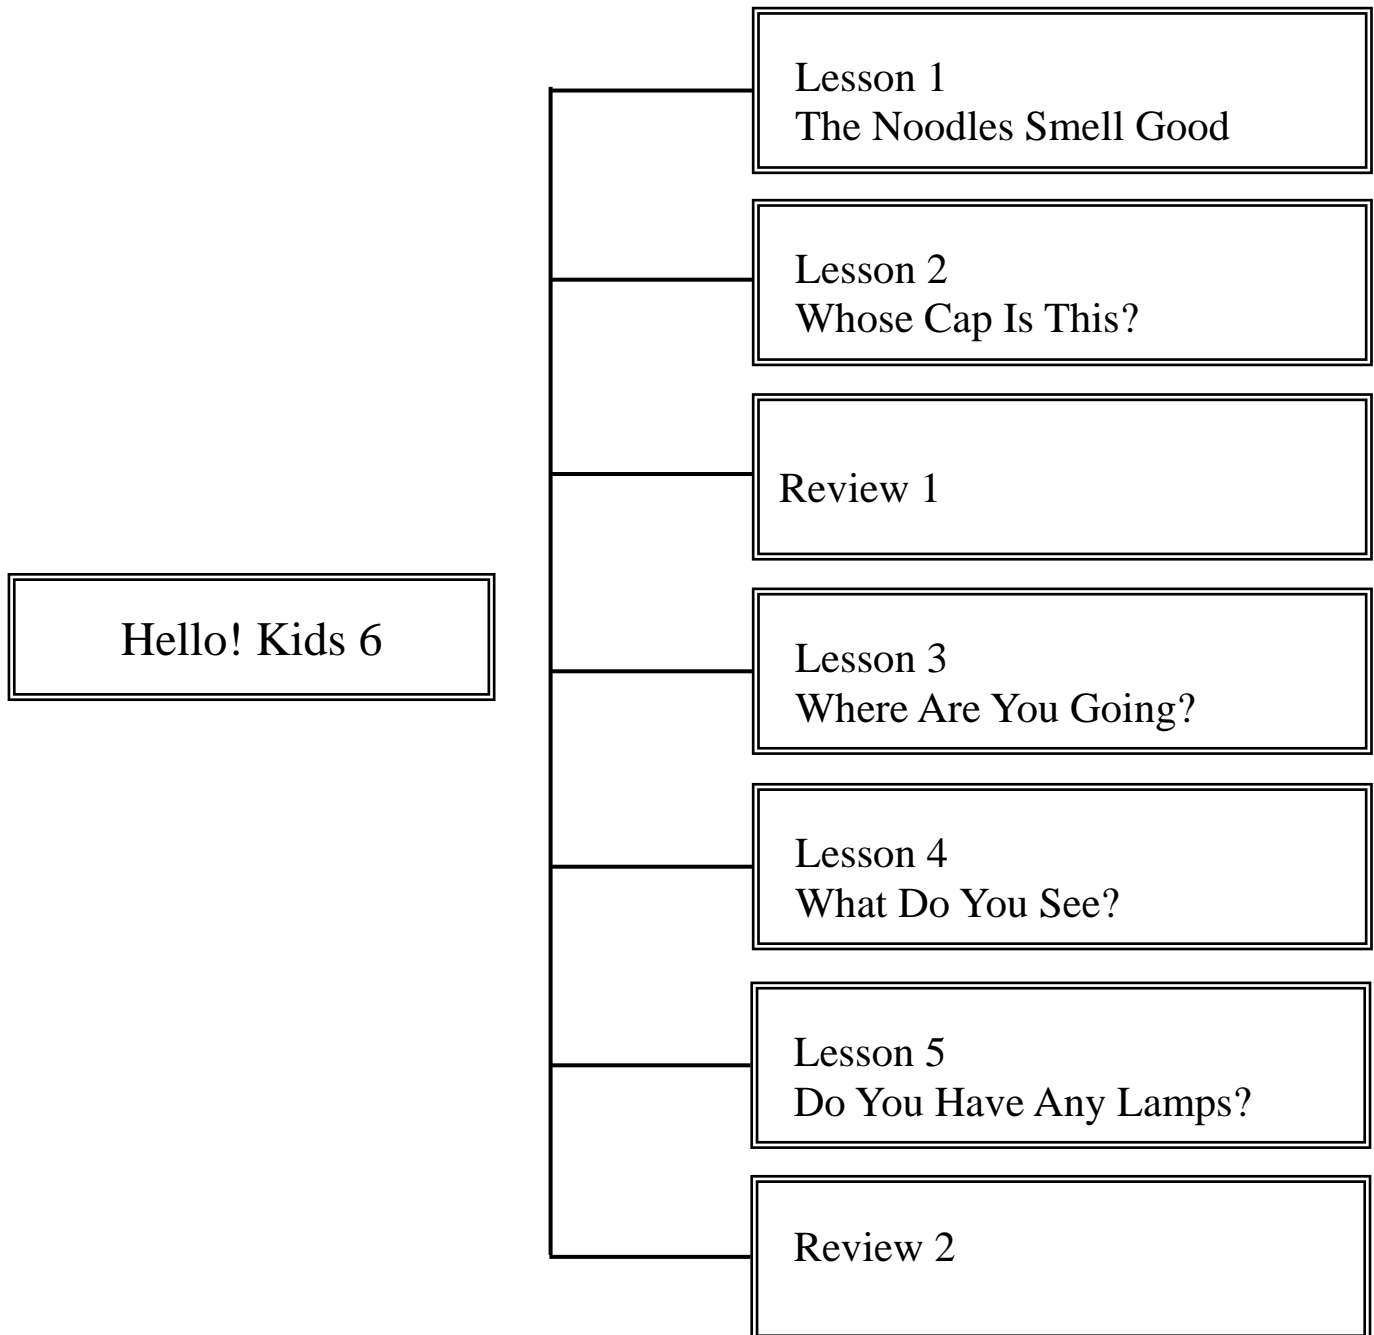 Hello! Kids 6
Lesson 1
The Noodles Smell Good
Lesson 2
Whose Cap Is This?
Review 1
Lesson 3
Where Are You Going?
Lesson 4
What Do You See?
Lesson 5
Do You Have Any Lamps?
Review 2